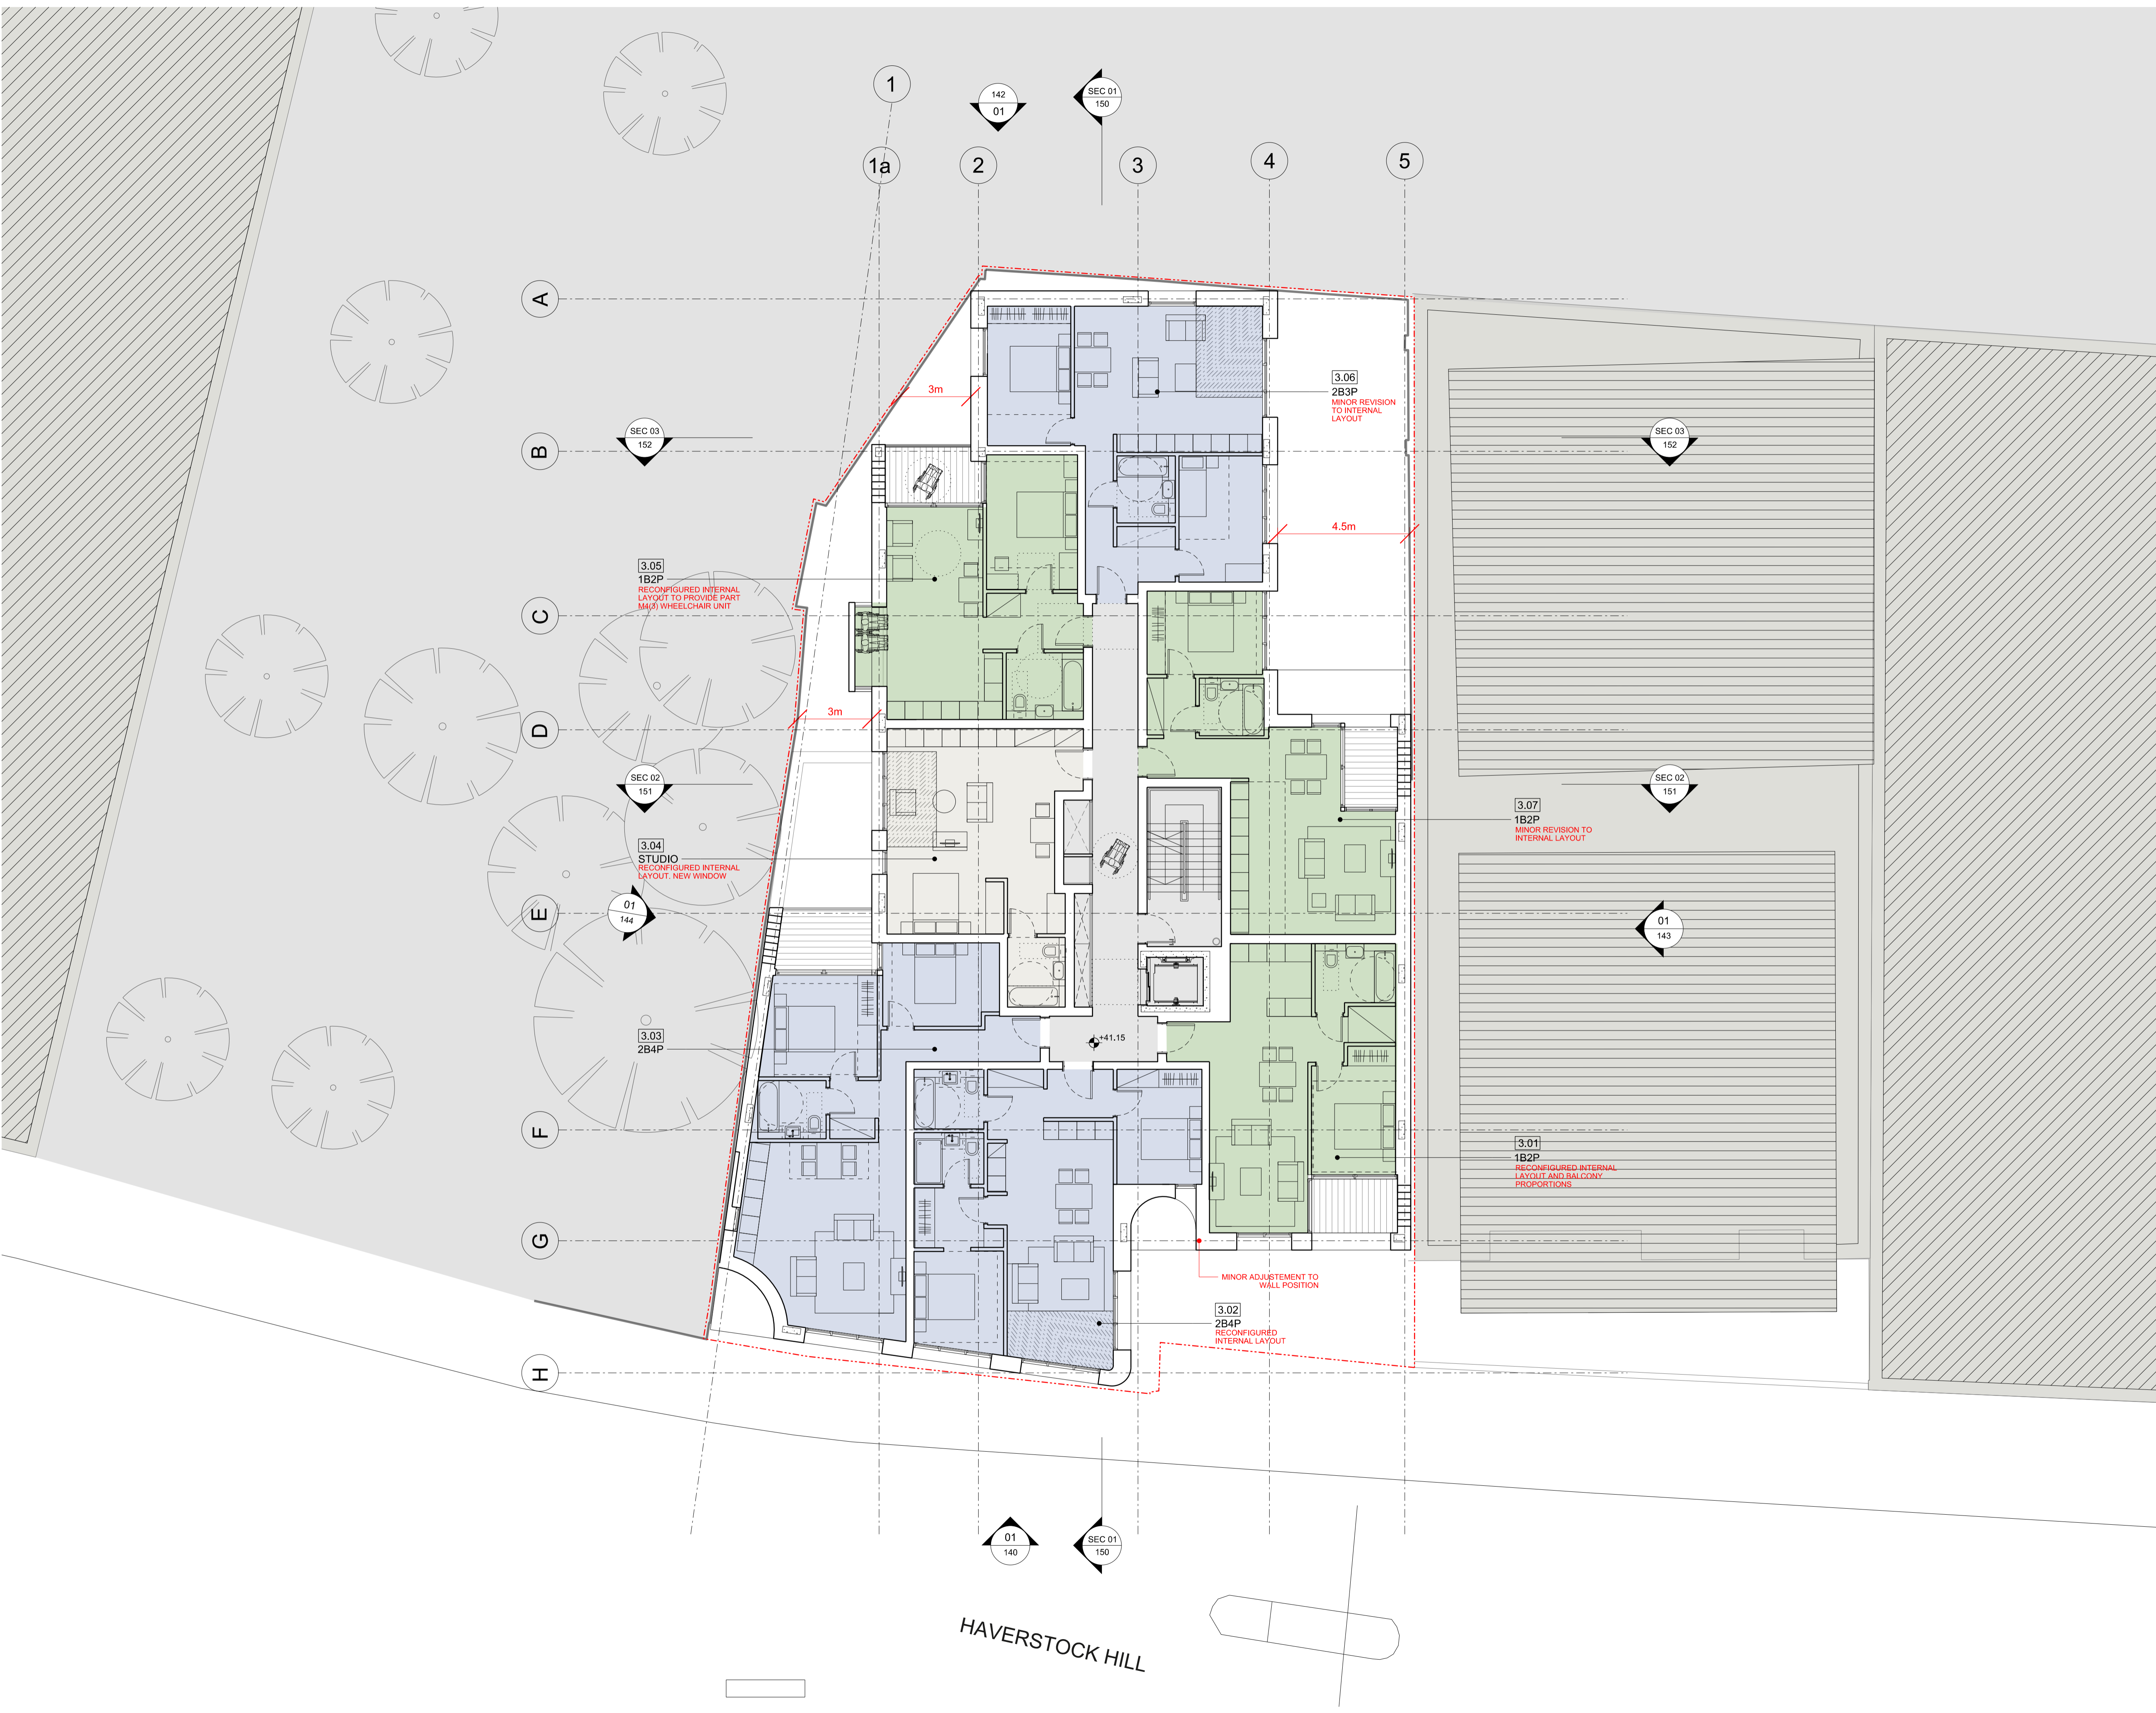 1
142
01
SEC 01
150
1a
2
3
4
5
A
3.06
2B3P
MINOR REVISION
TO INTERNAL
LAYOUT
3m
SEC 03
152
B
SEC 03
152
4.5m
3.05
1B2P
RECONFIGURED INTERNAL
LAYOUT TO PROVIDE PART
M4(3) WHEELCHAIR UNIT
C
3m
D
SEC 02
151
SEC 02
151
3.07
1B2P
MINOR REVISION TO
INTERNAL LAYOUT
3.04
STUDIO
RECONFIGURED INTERNAL
LAYOUT. NEW WINDOW
01
144
E
01
143
3.03
2B4P
+41.15
F
3.01
1B2P
RECONFIGURED INTERNAL
LAYOUT AND BALCONY
PROPORTIONS
G
MINOR ADJUSTEMENT TO
WALL POSITION
3.02
2B4P
RECONFIGURED
INTERNAL LAYOUT
H
01
140
SEC 01
150
HAVERSTOCK HILL